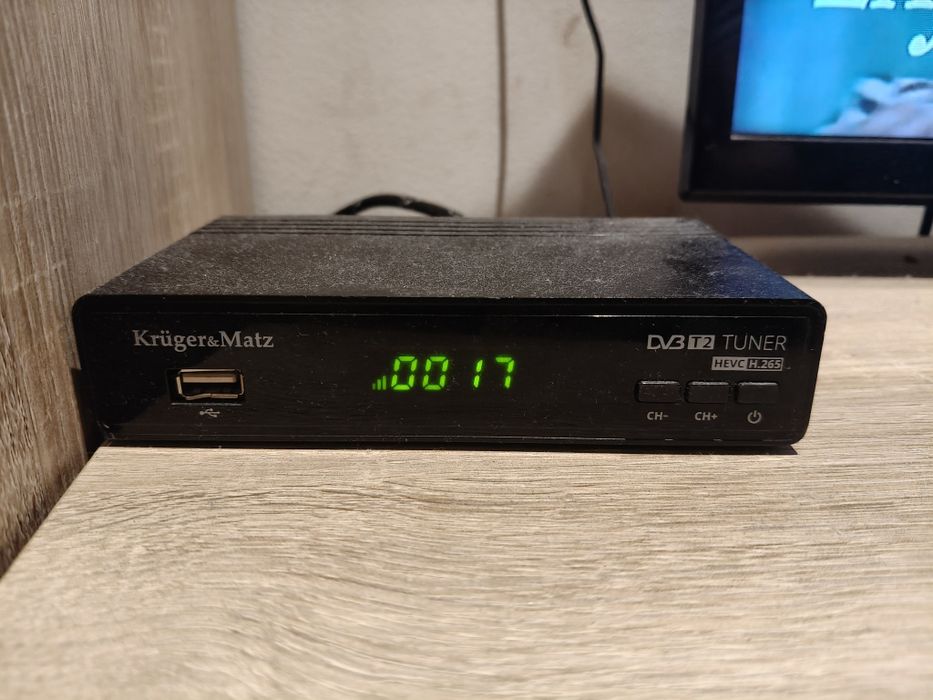 Krüger&Matz
0017
DVB T2 TUNER
HEVC H.265
CH-
CH+